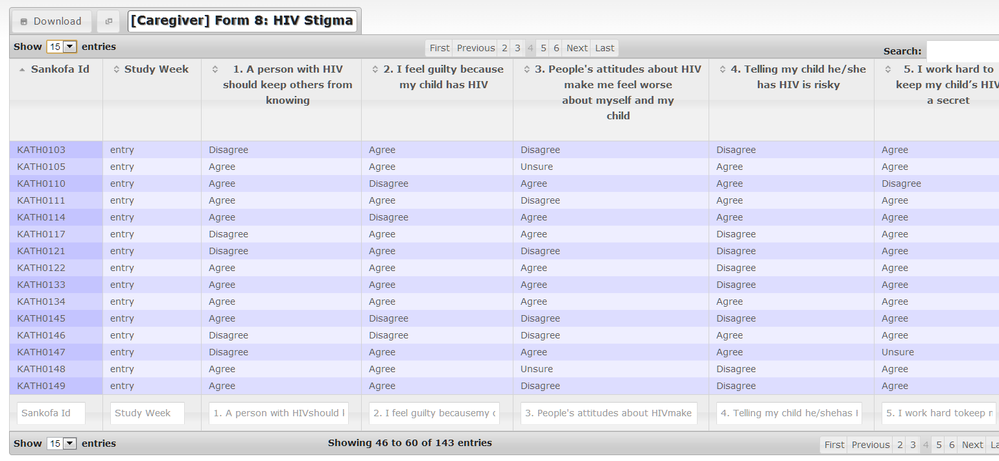 Download [Caregiver] Form 8: HIV Stigma
Show 15 entries First Previous 2 3 4 5 6 Next Last Search:
Sankofa Id Study Week 1. A person with HIV 2. I feel guilty because 3. People's attitudes about HIV 4. Telling my child he/she 5. I work hard to
should keep others from my child has HIV make me feel worse has HIV is risky keep my child’s HIV
knowing about myself and my a secret
child
KATH0103 entry Disagree Agree Disagree Disagree Agree
KATH0105 entry Agree Agree Unsure Agree Agree
KATH0110 entry Agree Disagree Agree Agree Disagree
KATH0111 entry Agree Agree Disagree Agree Agree
KATH0114 entry Agree Disagree Agree Agree Agree
KATH0117 entry Disagree Agree Agree Disagree Agree
KATH0121 entry Disagree Agree Disagree Disagree Agree
KATH0122 entry Agree Agree Agree Disagree Agree
KATH0133 entry Agree Agree Agree Disagree Agree
KATH0134 entry Agree Agree Agree Agree Agree
KATH0145 entry Agree Disagree Disagree Disagree Agree
KATH0146 entry Disagree Disagree Disagree Agree Agree
KATH0147 entry Disagree Agree Agree Agree Unsure
KATH0148 entry Agree Agree Unsure Disagree Agree
KATH0149 entry Agree Agree Disagree Disagree Agree
Sankofa Id Study Week 1. A person with HIVshould 2. I feel guilty becausemy 3. People's attitudes about HIVmake 4. Telling my child he/shehas 5. I work hard tokeep
Show 15 entries Showing 46 to 60 of 143 entries First Previous 2 3 4 5 6 Next